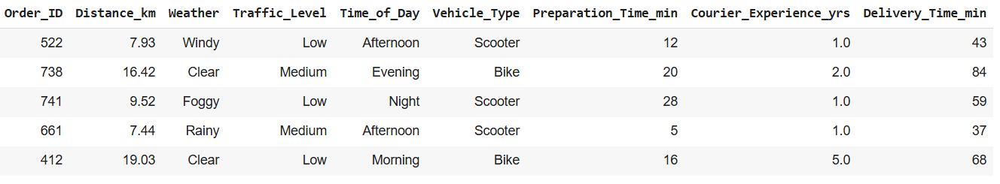 Order_ID Distance_km Weather Traffic_Level Time_of_Day Vehicle_Type Preparation_Time_min Courier_Experience_yrs Delivery_Time_min
522 7.93 Windy Low Afternoon Scooter 12 1.0 43
738 16.42 Clear Medium Evening Bike 20 2.0 84
741 9.52 Foggy Low Night Scooter 28 1.0 59
661 7.44 Rainy Medium Afternoon Scooter 5 1.0 37
412 19.03 Clear Low Morning Bike 16 5.0 68